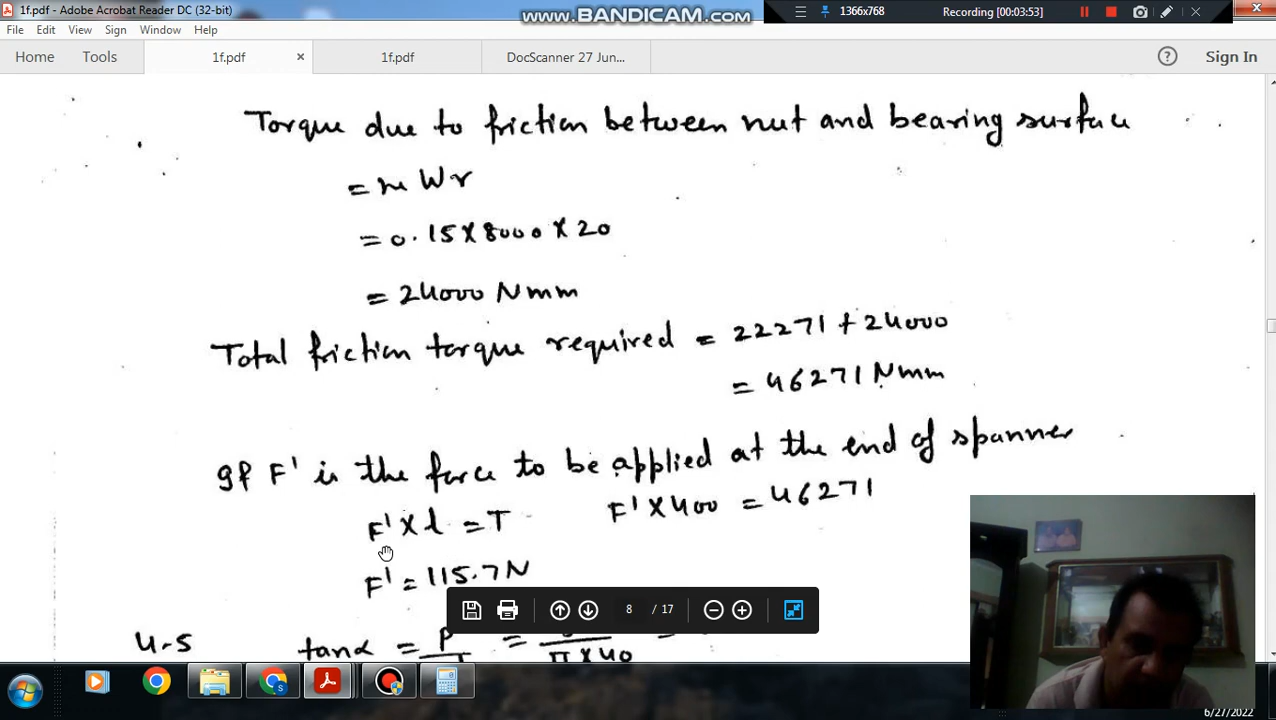 1f.pdf - Adobe Acrobat Reader DC (32-bit)
www.BANDICAM.com
1366x768
Recording [00:03:53]
File Edit View Sign Window Help
Home Tools 1f.pdf × 1f.pdf DocScanner 27 Jun... Sign In
Torque due to friction between nut and bearing surface
= μ Wr
= 0.15X8000 X 20
= 24000 Nmm
Total friction torque required = 22271 + 24000
= 46271 Nmm
If F' is the force to be applied at the end of spanner
F' X l = T F' X 400 = 46271
F' = 115.7 N
8 / 17
4.5 tanα = P = =
π X 40
6/27/2022